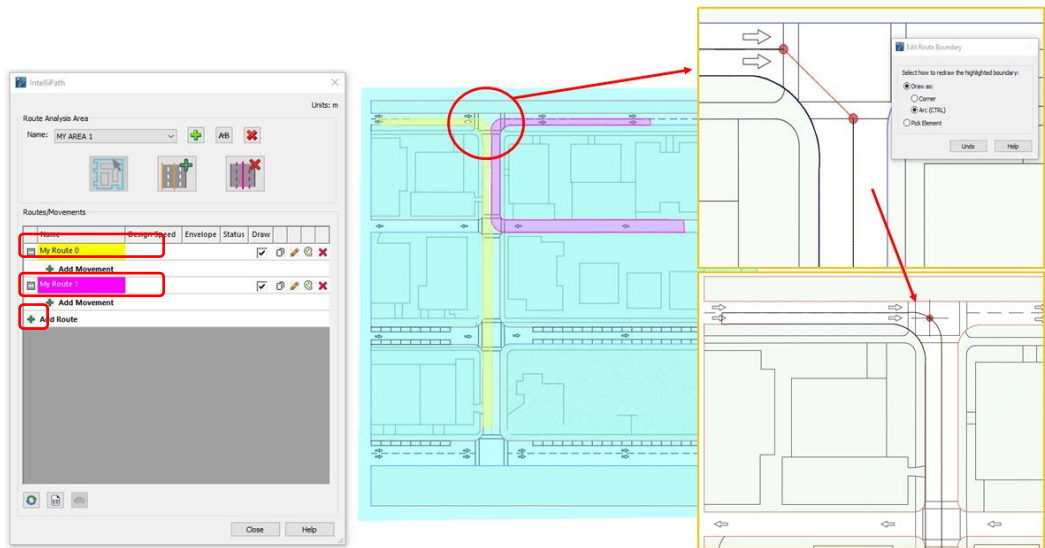 IntelliPath
Units: m
Route Analysis Area
Name: MY AREA 1
A›B
Routes/Movements
Name Design Speed Envelope Status Draw
My Route 0
Add Movement
My Route 1
Add Movement
Add Route
Close Help
Edit Route Boundary
Select how to redraw the highlighted boundary:
Draw as:
Corner
Arc (CTRL)
Pick Element
Undo Help